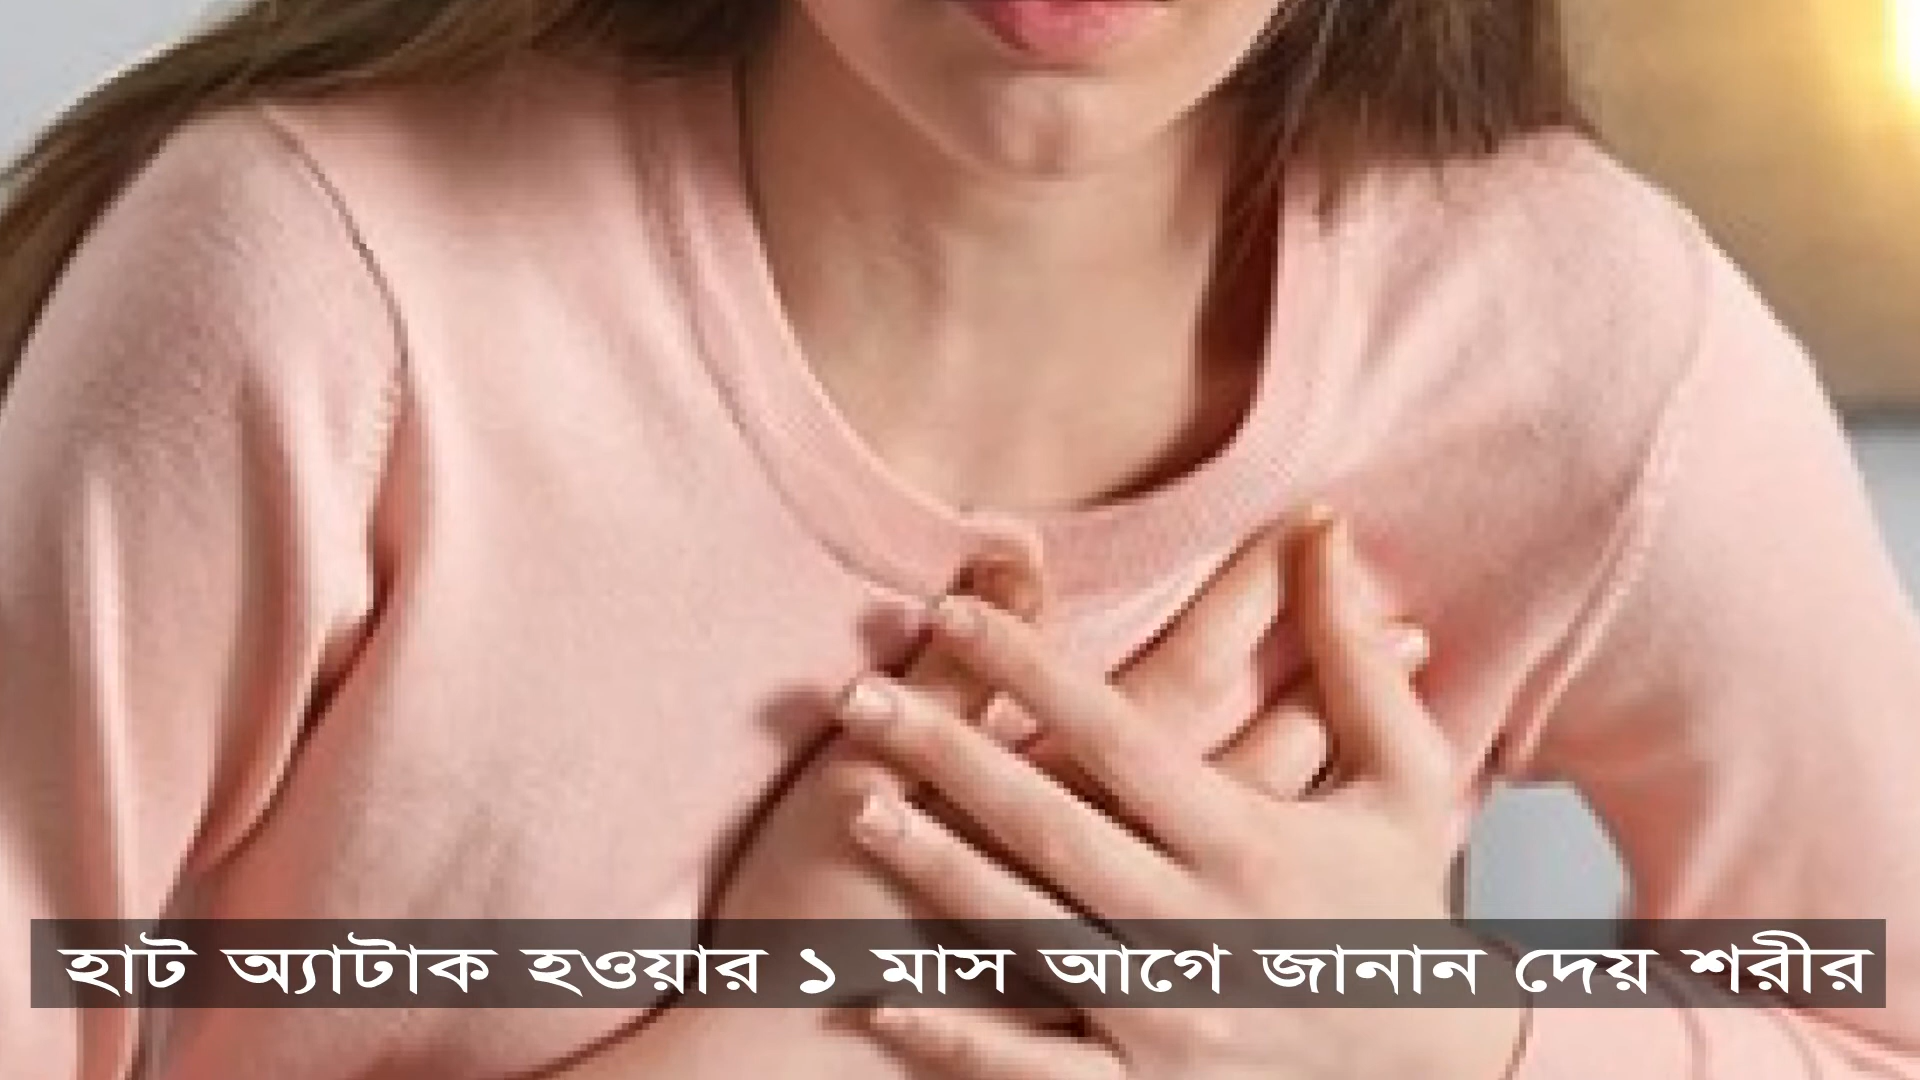 হাট অ্যাটাক হওয়ার ১ মাস আগে জানান দেয় শরীর